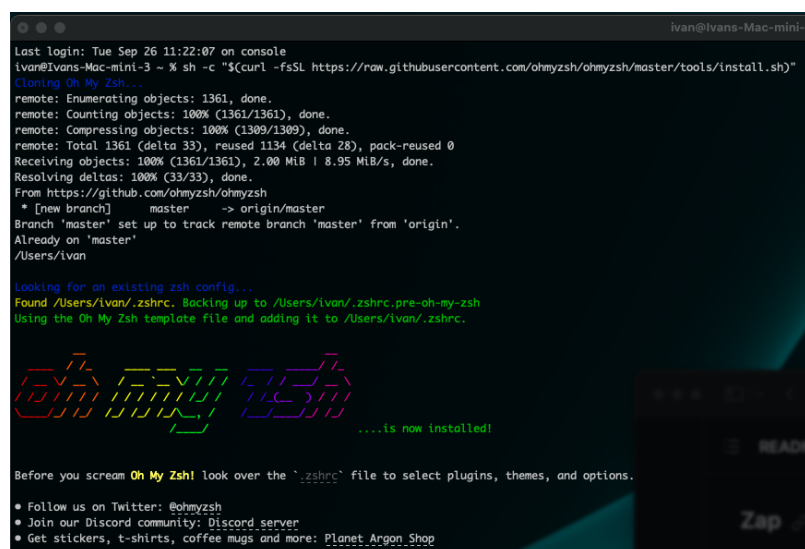 ivan@Ivans-Mac-mini-
Last login: Tue Sep 26 11:22:07 on console
ivan@Ivans-Mac-mini-3 ~ % sh -c "$(curl -fsSL https://raw.githubusercontent.com/ohmyzsh/ohmyzsh/master/tools/install.sh)"
Cloning Oh My Zsh...
remote: Enumerating objects: 1361, done.
remote: Counting objects: 100% (1361/1361), done.
remote: Compressing objects: 100% (1309/1309), done.
remote: Total 1361 (delta 33), reused 1134 (delta 28), pack-reused 0
Receiving objects: 100% (1361/1361), 2.00 MiB | 8.95 MiB/s, done.
Resolving deltas: 100% (33/33), done.
From https://github.com/ohmyzsh/ohmyzsh
 * [new branch]      master     -> origin/master
Branch 'master' set up to track remote branch 'master' from 'origin'.
Already on 'master'
/Users/ivan
Looking for an existing zsh config...
Found /Users/ivan/.zshrc. Backing up to /Users/ivan/.zshrc.pre-oh-my-zsh
Using the Oh My Zsh template file and adding it to /Users/ivan/.zshrc.
oh my zsh
....is now installed!
README
Before you scream Oh My Zsh! look over the `.zshrc` file to select plugins, themes, and options.
• Follow us on Twitter: @ohmyzsh
Zap
• Join our Discord community: Discord server
• Get stickers, t-shirts, coffee mugs and more: Planet Argon Shop